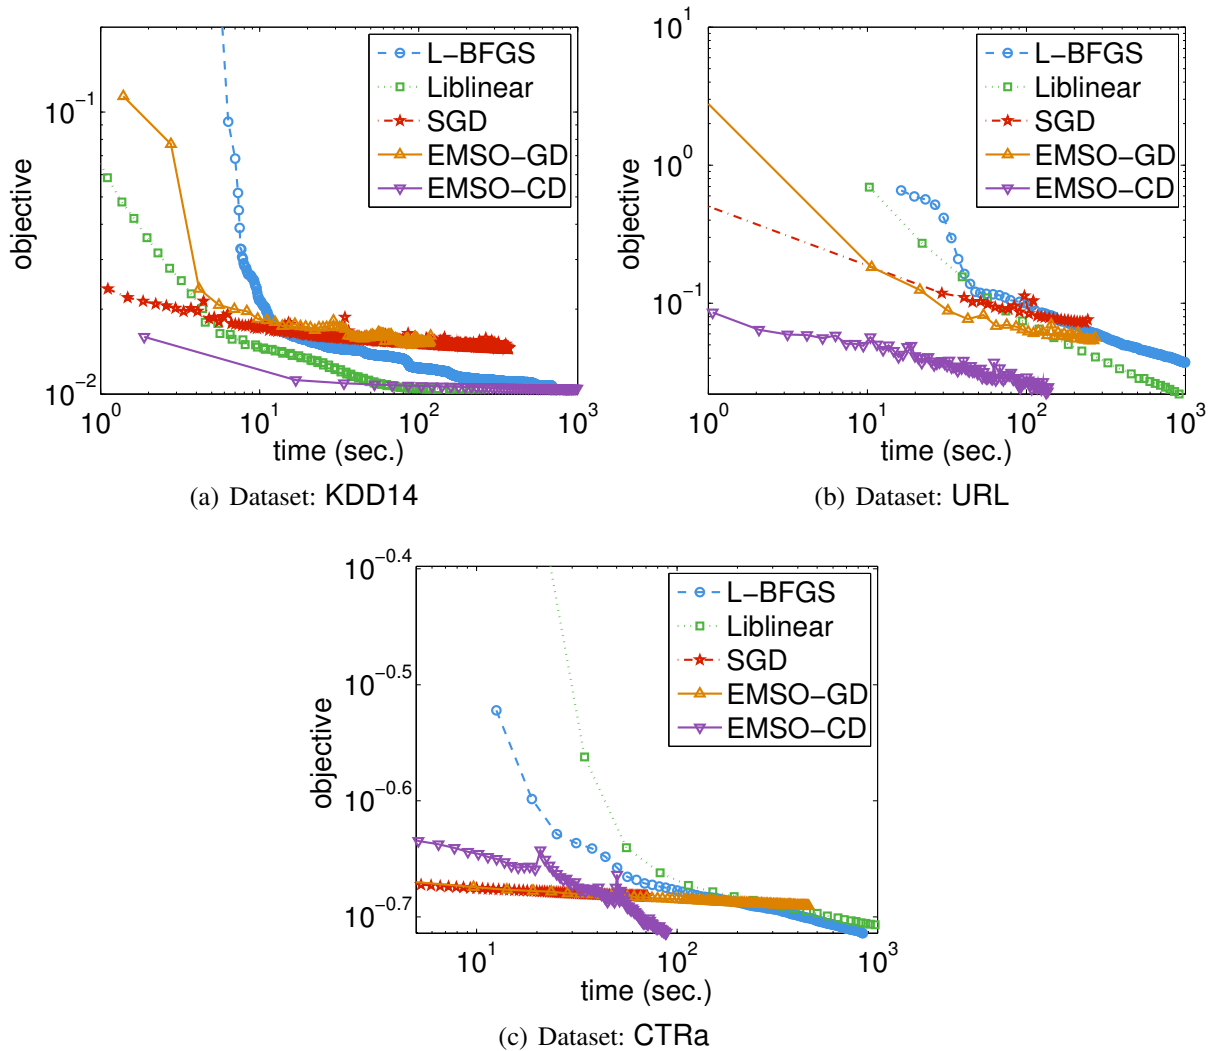 L−BFGS
Liblinear
SGD
EMSO−GD
EMSO−CD
10^−1
10^−2
objective
10^0 10^1 10^2 10^3
time (sec.)
(a) Dataset: KDD14
L−BFGS
Liblinear
SGD
EMSO−GD
EMSO−CD
10^1
10^0
10^−1
objective
10^0 10^1 10^2 10^3
time (sec.)
(b) Dataset: URL
L−BFGS
Liblinear
SGD
EMSO−GD
EMSO−CD
10^−0.4
10^−0.5
10^−0.6
10^−0.7
objective
10^1 10^2 10^3
time (sec.)
(c) Dataset: CTRa